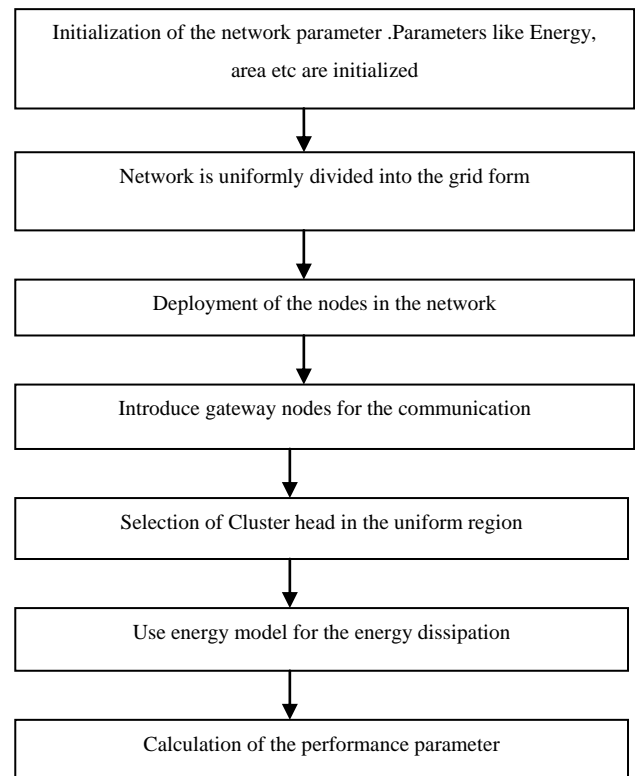 Initialization of the network parameter .Parameters like Energy,
area etc are initialized
Network is uniformly divided into the grid form
Deployment of the nodes in the network
Introduce gateway nodes for the communication
Selection of Cluster head in the uniform region
Use energy model for the energy dissipation
Calculation of the performance parameter